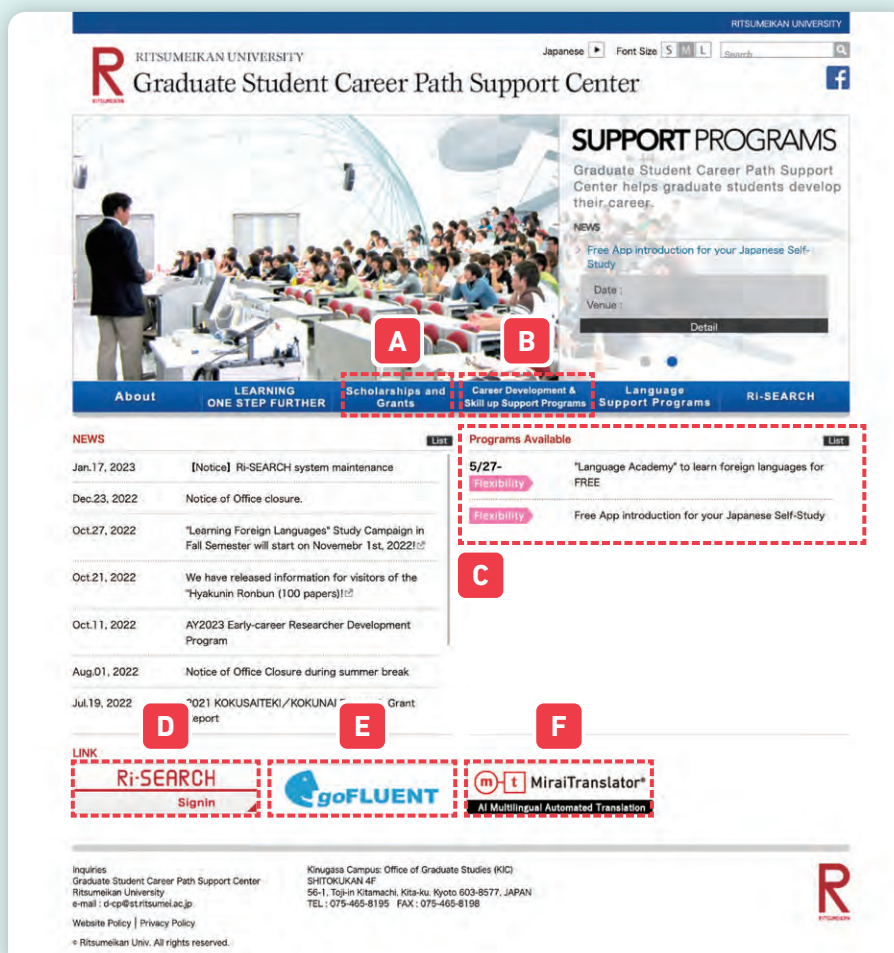 RITSUMEIKAN UNIVERSITY
Japanese Font Size S M L Search
R RITSUMEIKAN UNIVERSITY
RITSUMEIKAN
Graduate Student Career Path Support Center
f
SUPPORT PROGRAMS
Graduate Student Career Path Support
Center helps graduate students develop
their career.
NEWS
> Free App introduction for your Japanese Self-
Study
Date :
Venue :
Detail
A
B
About
LEARNING
ONE STEP FURTHER
Scholarships and
Grants
Career Development &
Skill up Support Programs
Language
Support Programs
Ri-SEARCH
NEWS List
Jan.17, 2023 【Notice】Ri-SEARCH system maintenance
Dec.23, 2022 Notice of Office closure.
Oct.27, 2022 "Learning Foreign Languages" Study Campaign in
Fall Semester will start on Novemebr 1st, 2022!
Oct.21, 2022 We have released information for visitors of the
"Hyakunin Ronbun (100 papers)!
Oct.11, 2022 AY2023 Early-career Researcher Development
Program
Aug.01, 2022 Notice of Office Closure during summer break
Jul.19, 2022 2021 KOKUSAITEKI／KOKUNAI Grant
Report
Programs Available List
5/27-
Flexibility
"Language Academy" to learn foreign languages for
FREE
Flexibility Free App introduction for your Japanese Self-Study
C
D
E
F
LINK
Ri-SEARCH
Signin
goFLUENT
m-t MiraiTranslator®
AI Multilingual Automated Translation
Inquiries
Graduate Student Career Path Support Center
Ritsumeikan University
e-mail : d-cp@st.ritsumei.ac.jp
Website Policy | Privacy Policy
© Ritsumeikan Univ. All rights reserved.
Kinugasa Campus: Office of Graduate Studies (KIC)
SHITOKUKAN 4F
56-1, Toji-in Kitamachi, Kita-ku, Kyoto 603-8577, JAPAN
TEL : 075-465-8195 FAX : 075-465-8198
R
RITSUMEIKAN